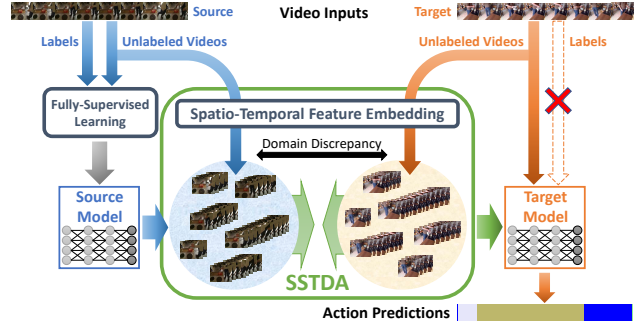 Source
Video Inputs
Target
Labels
Unlabeled Videos
Unlabeled Videos
Labels
Fully-Supervised
Learning
Spatio-Temporal Feature Embedding
Domain Discrepancy
Source
Model
Target
Model
SSTDA
Action Predictions